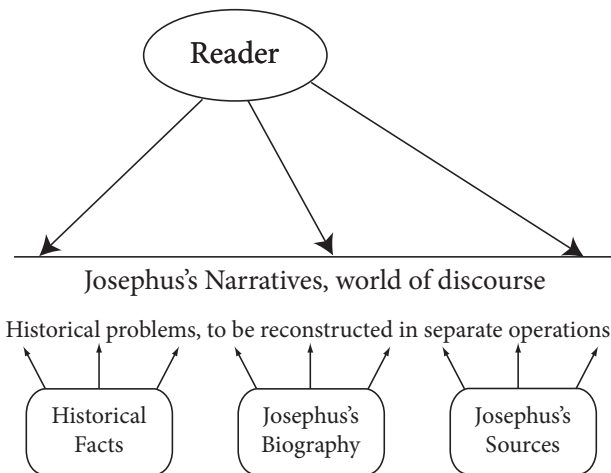 Reader
Josephus's Narratives, world of discourse
Historical problems, to be reconstructed in separate operations
Historical
Facts
Josephus's
Biography
Josephus's
Sources